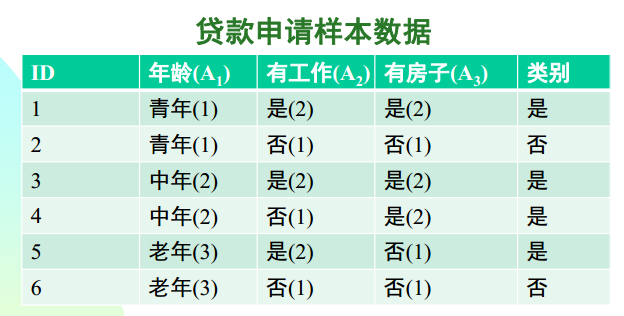 贷款申请样本数据
ID 年龄(A₁) 有工作(A₂) 有房子(A₃) 类别
1 青年(1) 是(2) 是(2) 是
2 青年(1) 否(1) 否(1) 否
3 中年(2) 是(2) 是(2) 是
4 中年(2) 否(1) 是(2) 是
5 老年(3) 是(2) 否(1) 是
6 老年(3) 否(1) 否(1) 否